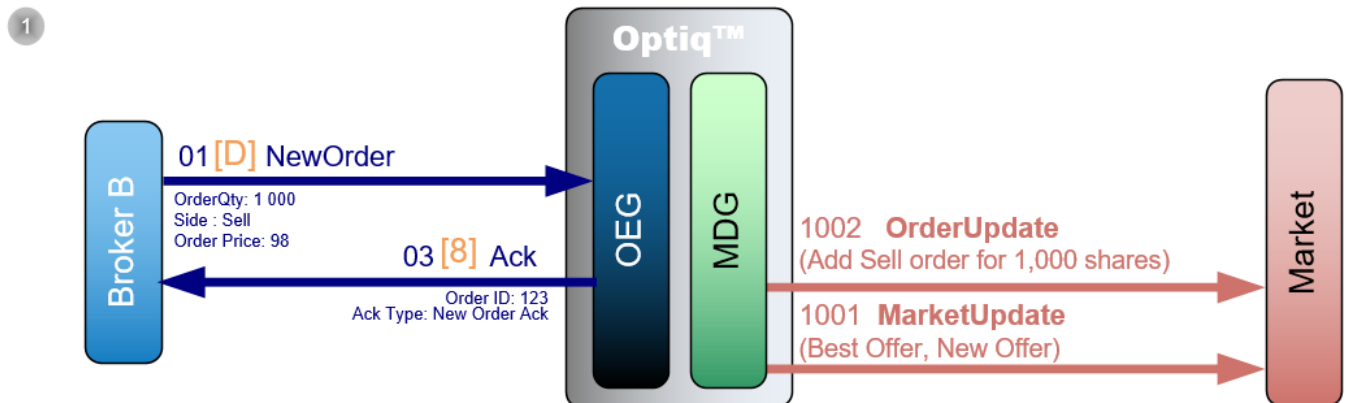 1
Optiq™
Broker B
01 [D] NewOrder
OrderQty: 1 000
Side : Sell
Order Price: 98
03 [8] Ack
Order ID: 123
Ack Type: New Order Ack
OEG
MDG
1002 OrderUpdate
(Add Sell order for 1,000 shares)
1001 MarketUpdate
(Best Offer, New Offer)
Market